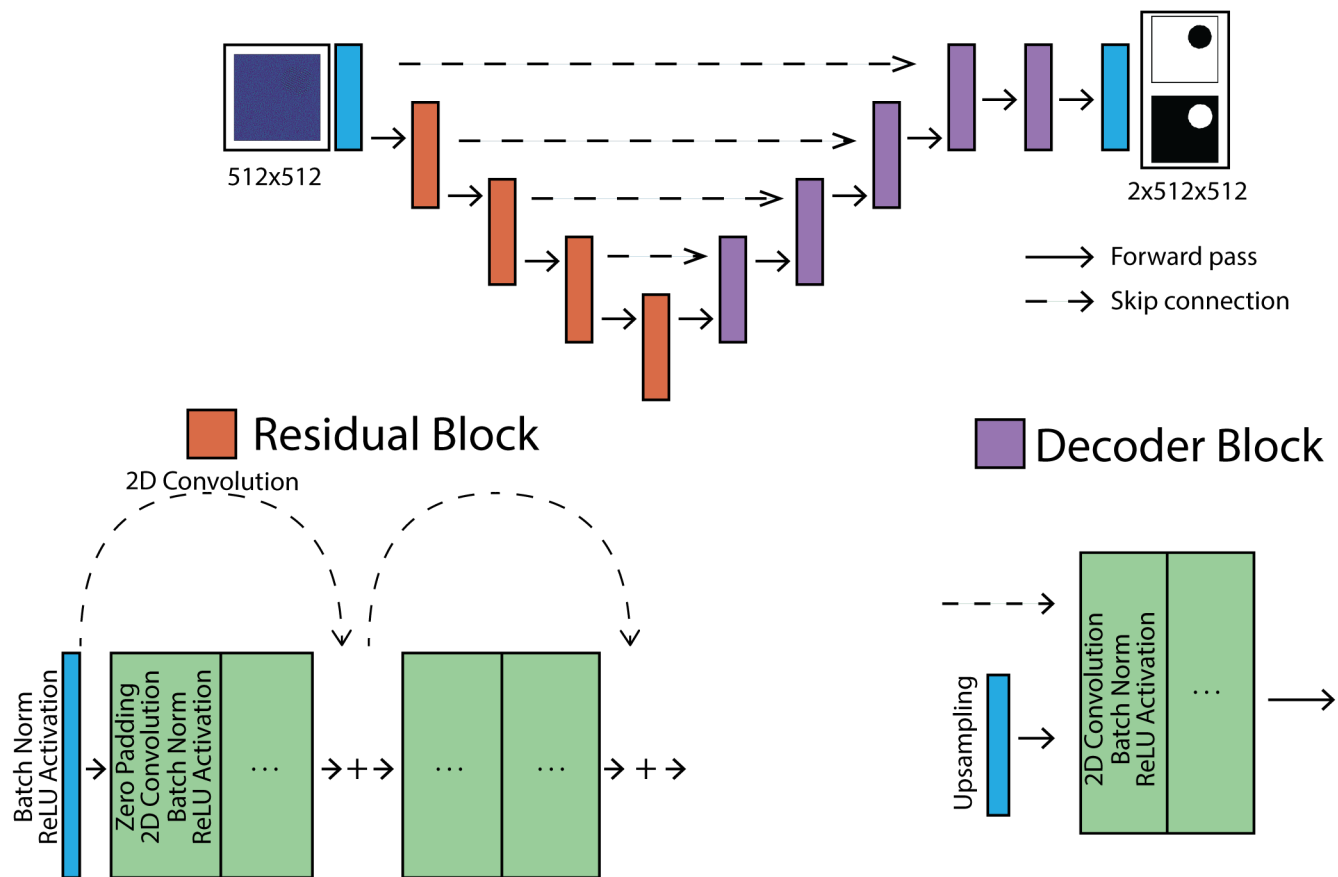 512x512
2x512x512
Forward pass
Skip connection
Residual Block
Decoder Block
2D Convolution
Batch Norm
ReLU Activation
Zero Padding
2D Convolution
Batch Norm
ReLU Activation
...
+
...
...
+
Upsampling
2D Convolution
Batch Norm
ReLU Activation
...